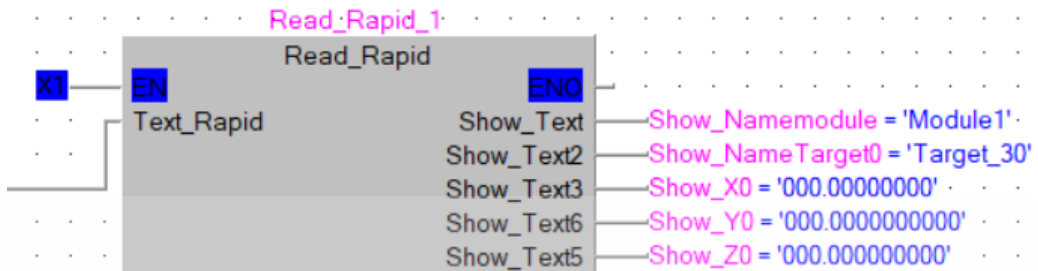 Read_Rapid_1
Read_Rapid
X1 EN ENO
Text_Rapid Show_Text Show_Namemodule = 'Module1'
Show_Text2 Show_NameTarget0 = 'Target_30'
Show_Text3 Show_X0 = '000.00000000'
Show_Text6 Show_Y0 = '000.0000000000'
Show_Text5 Show_Z0 = '000.000000000'